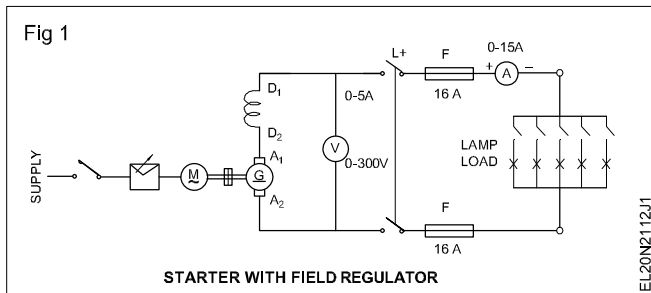 Fig 1
L+
F
0-15A
D1
0-5A
16 A
+ A –
D2
V
A1
0-300V
LAMP
LOAD
SUPPLY
M
~
G
A2
F
16 A
STARTER WITH FIELD REGULATOR
EL20N2112J1